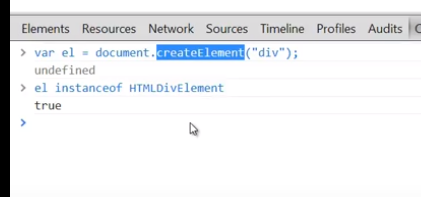 Elements Resources Network Sources Timeline Profiles Audits
> var el = document.createElement("div");
undefined
> el instanceof HTMLDivElement
true
>